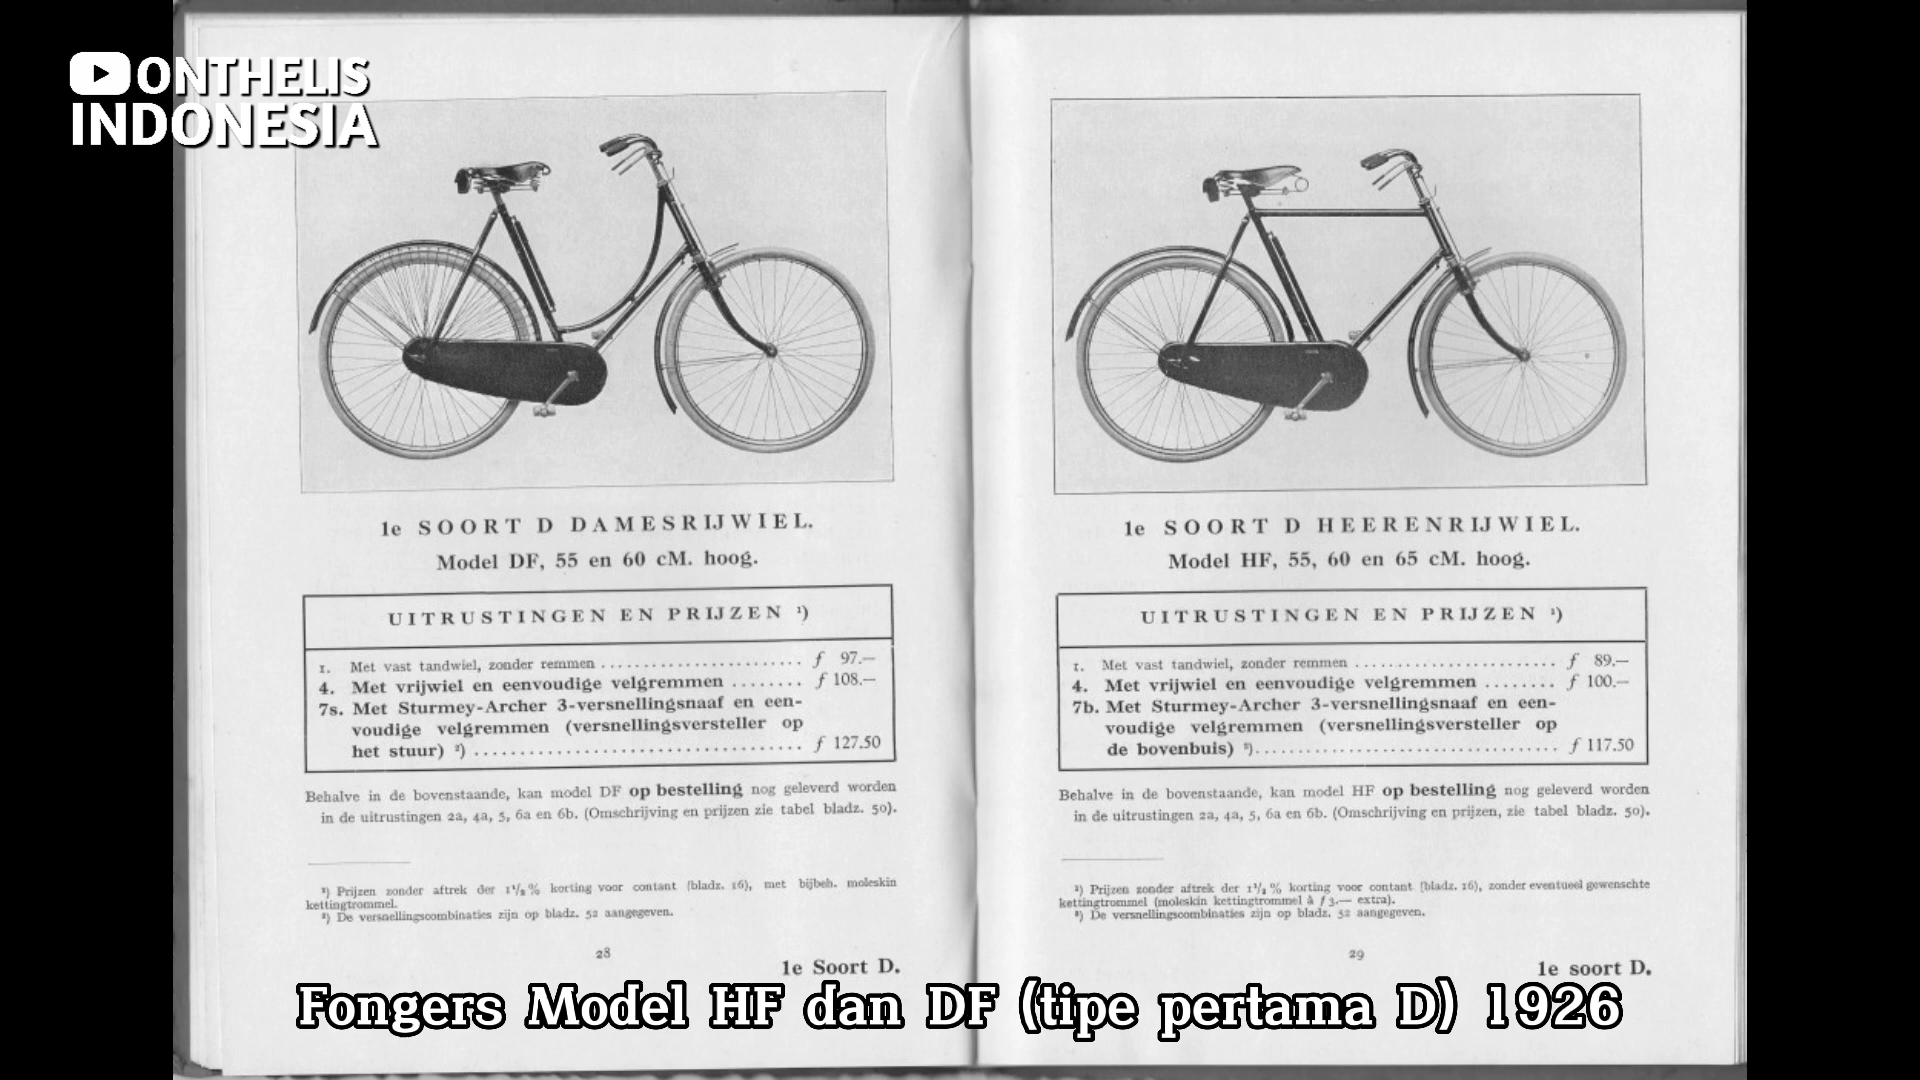 ONTHELIS
INDONESIA
1e SOORT D DAMESRIJWIEL.
Model DF, 55 en 60 cM. hoog.
UITRUSTINGEN EN PRIJZEN ¹)
1. Met vast tandwiel, zonder remmen ........................ f 97.—
4. Met vrijwiel en eenvoudige velgremmen ........ f 108.—
7s. Met Sturmey-Archer 3-versnellingsnaaf en een-
voudige velgremmen (versnellingsversteller op
het stuur) ²) .................................. f 127.50
Behalve in de bovenstaande, kan model DF op bestelling nog geleverd worden
in de uitrustingen 2a, 4a, 5, 6a en 6b. (Omschrijving en prijzen zie tabel bladz. 50).
¹) Prijzen zonder aftrek der 1¹/₂ % korting voor contant (bladz. 16), met bijbeh. moleskin
kettingtrommel.
²) De versnellingscombinaties zijn op bladz. 52 aangegeven.
28
1e Soort D.
1e SOORT D HEERENRIJWIEL.
Model HF, 55, 60 en 65 cM. hoog.
UITRUSTINGEN EN PRIJZEN ¹)
1. Met vast tandwiel, zonder remmen ........................ f 89.—
4. Met vrijwiel en eenvoudige velgremmen ........ f 100.—
7b. Met Sturmey-Archer 3-versnellingsnaaf en een-
voudige velgremmen (versnellingsversteller op
de bovenbuis) ²)................................ f 117.50
Behalve in de bovenstaande, kan model HF op bestelling nog geleverd worden
in de uitrustingen 2a, 4a, 5, 6a en 6b. (Omschrijving en prijzen, zie tabel bladz. 50).
¹) Prijzen zonder aftrek der 1¹/₂ % korting voor contant (bladz. 16), zonder eventueel gewenschte
kettingtrommel (moleskin kettingtrommel à f 3.— extra).
²) De versnellingscombinaties zijn op bladz. 52 aangegeven.
29
1e soort D.
Fongers Model HF dan DF (tipe pertama D) 1926